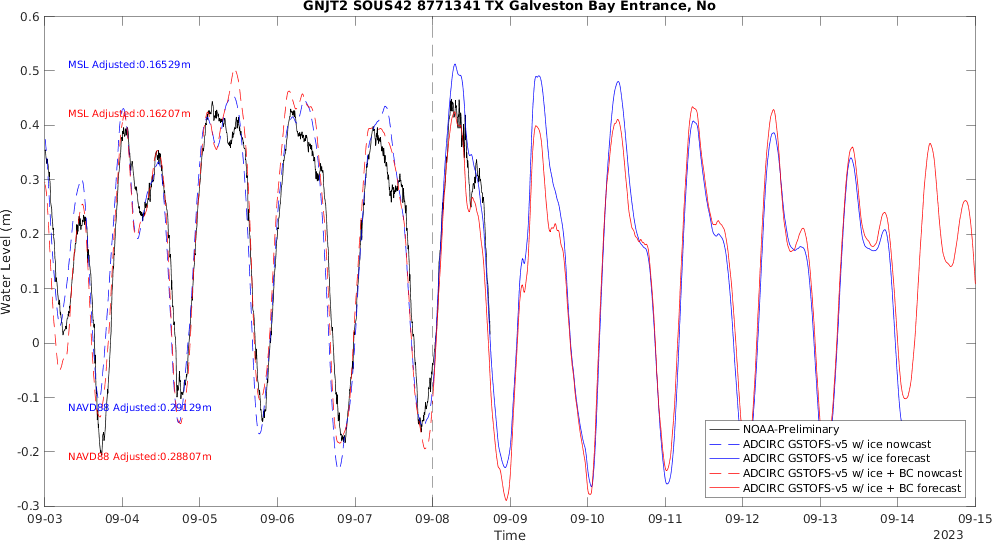 GNJT2 SOUS42 8771341 TX Galveston Bay Entrance, No
0.6
0.5
0.4
0.3
0.2
0.1
0
-0.1
-0.2
-0.3
Water Level (m)
MSL Adjusted:0.16529m
MSL Adjusted:0.16207m
NAVD88 Adjusted:0.29129m
NAVD88 Adjusted:0.28807m
NOAA-Preliminary
ADCIRC GSTOFS-v5 w/ ice nowcast
ADCIRC GSTOFS-v5 w/ ice forecast
ADCIRC GSTOFS-v5 w/ ice + BC nowcast
ADCIRC GSTOFS-v5 w/ ice + BC forecast
09-03 09-04 09-05 09-06 09-07 09-08 09-09 09-10 09-11 09-12 09-13 09-14 09-15
Time
2023